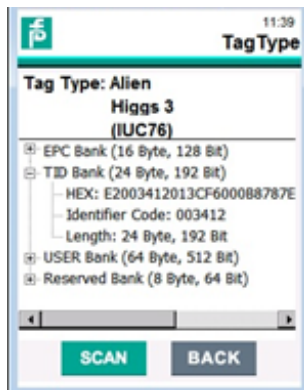 11:39
TagType
Tag Type: Alien
Higgs 3
(IUC76)
EPC Bank (16 Byte, 128 Bit)
TID Bank (24 Byte, 192 Bit)
HEX: E2003412013CF6000B8787E
Identifier Code: 003412
Length: 24 Byte, 192 Bit
USER Bank (64 Byte, 512 Bit)
Reserved Bank (8 Byte, 64 Bit)
SCAN BACK